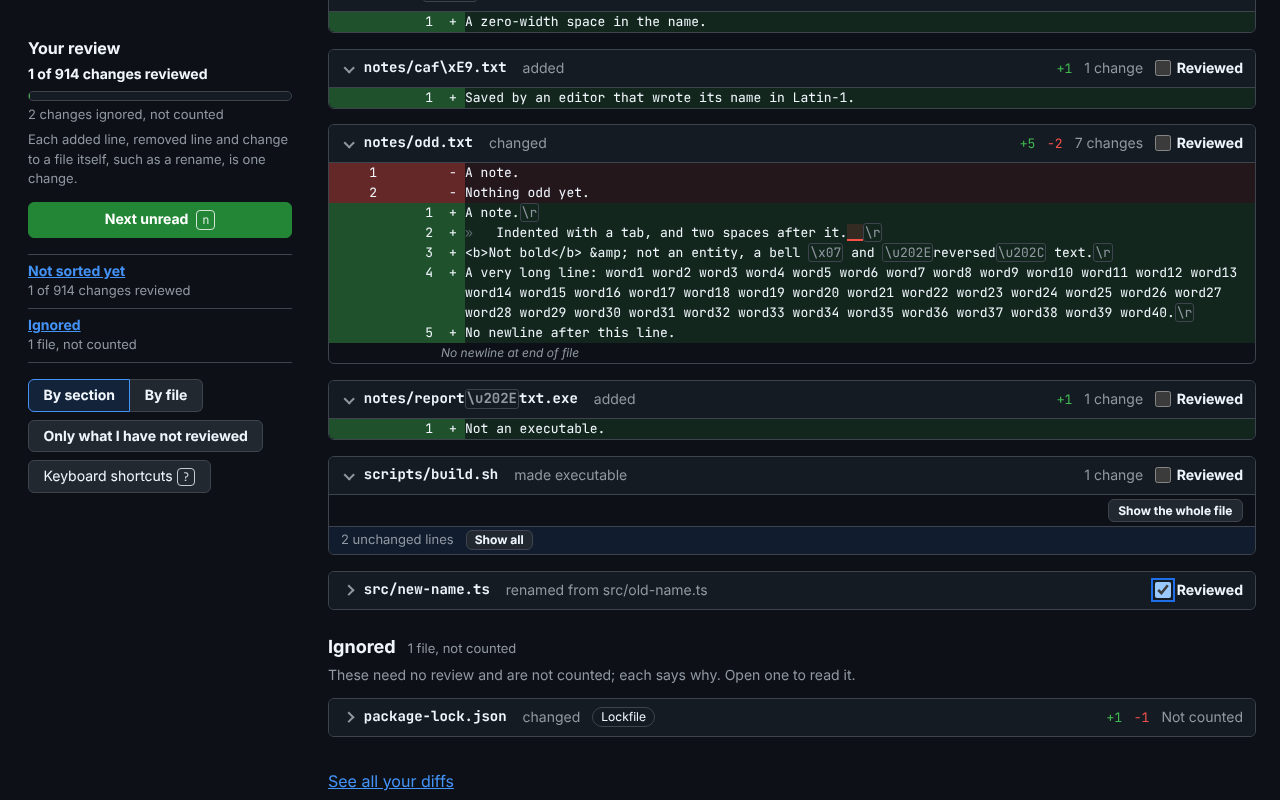 Your review
1 of 914 changes reviewed
2 changes ignored, not counted
Each added line, removed line and change
to a file itself, such as a rename, is one
change.
Next unread n
Not sorted yet
1 of 914 changes reviewed
Ignored
1 file, not counted
By section By file
Only what I have not reviewed
Keyboard shortcuts ?
1 + A zero-width space in the name.
notes/caf\xE9.txt added +1 1 change Reviewed
1 + Saved by an editor that wrote its name in Latin-1.
notes/odd.txt changed +5 -2 7 changes Reviewed
1 - A note.
2 - Nothing odd yet.
1 + A note.\r
2 + » Indented with a tab, and two spaces after it. \r
3 + <b>Not bold</b> &amp; not an entity, a bell \x07 and \u202Ereversed\u202C text.\r
4 + A very long line: word1 word2 word3 word4 word5 word6 word7 word8 word9 word10 word11 word12 word13
word14 word15 word16 word17 word18 word19 word20 word21 word22 word23 word24 word25 word26 word27
word28 word29 word30 word31 word32 word33 word34 word35 word36 word37 word38 word39 word40.\r
5 + No newline after this line.
No newline at end of file
notes/report\u202Etxt.exe added +1 1 change Reviewed
1 + Not an executable.
scripts/build.sh made executable 1 change Reviewed
Show the whole file
2 unchanged lines Show all
src/new-name.ts renamed from src/old-name.ts Reviewed
Ignored 1 file, not counted
These need no review and are not counted; each says why. Open one to read it.
package-lock.json changed Lockfile +1 -1 Not counted
See all your diffs